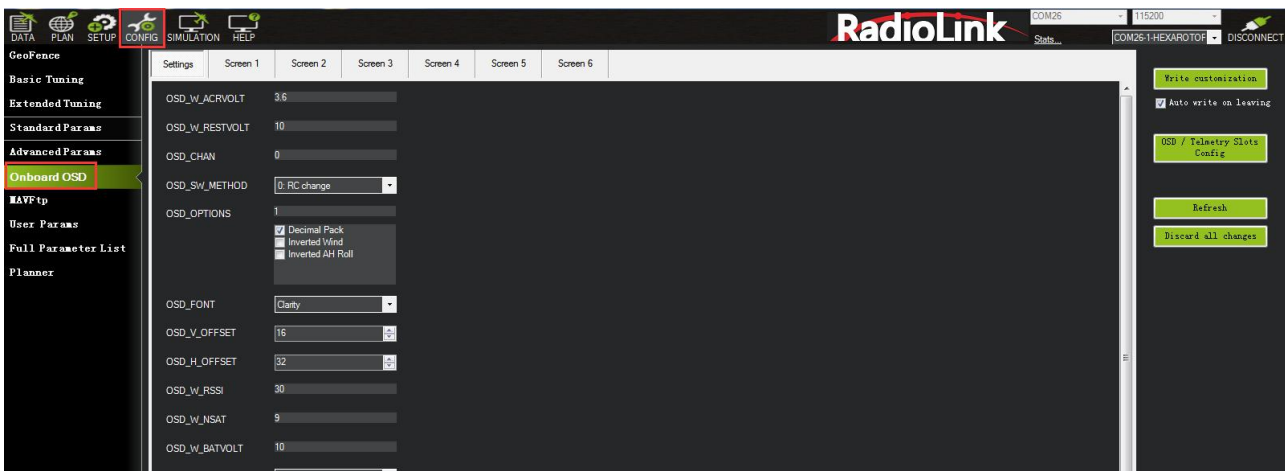 DATA PLAN SETUP CONFIG SIMULATION HELP
RadioLink
COM26 115200
Stats... COM26-1-HEXAROTOF DISCONNECT
GeoFence
Basic Tuning
Extended Tuning
Standard Params
Advanced Params
Onboard OSD
MAVFtp
User Params
Full Parameter List
Planner
Settings Screen 1 Screen 2 Screen 3 Screen 4 Screen 5 Screen 6
OSD_W_ACRVOLT 3.6
OSD_W_RESTVOLT 10
OSD_CHAN 0
OSD_SW_METHOD 0: RC change
OSD_OPTIONS 1
Decimal Pack
Inverted Wind
Inverted AH Roll
OSD_FONT Clarity
OSD_V_OFFSET 16
OSD_H_OFFSET 32
OSD_W_RSSI 30
OSD_W_NSAT 9
OSD_W_BATVOLT 10
Write customization
Auto write on leaving
OSD / Telmetry Slots
Config
Refresh
Discard all changes